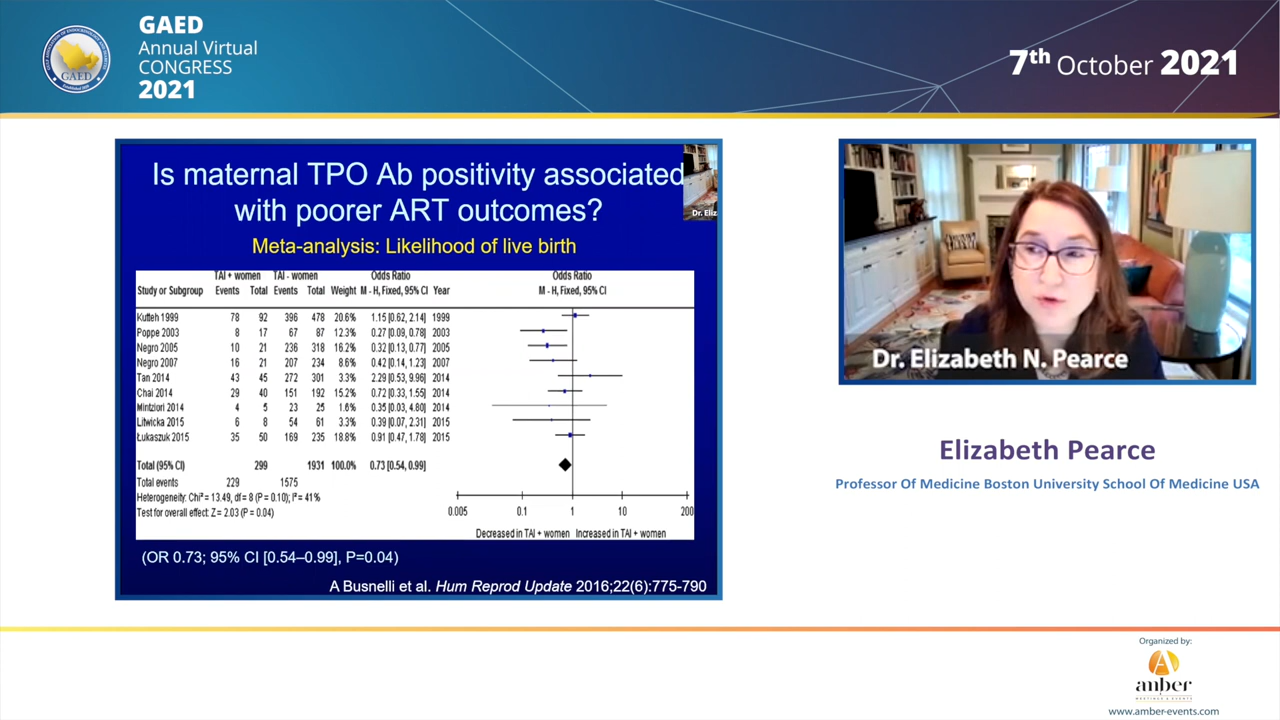 GAED
Annual Virtual
CONGRESS
2021
GAED
7th October 2021
Is maternal TPO Ab positivity associated
with poorer ART outcomes?
Dr. Eliz
Meta-analysis: Likelihood of live birth
TAI + women TAI - women Odds Ratio Odds Ratio
Study or Subgroup Events Total Events Total Weight M - H, Fixed, 95% CI Year M - H, Fixed, 95% CI
Kutteh 1999 78 92 396 478 20.6% 1.15 [0.62, 2.14] 1999
Poppe 2003 8 17 67 87 12.3% 0.27 [0.09, 0.78] 2003
Negro 2005 10 21 236 318 16.2% 0.32 [0.13, 0.77] 2005
Negro 2007 16 21 207 234 8.6% 0.42 [0.14, 1.23] 2007
Tan 2014 43 45 272 301 3.3% 2.29 [0.53, 9.96] 2014
Chai 2014 29 40 151 192 15.2% 0.72 [0.33, 1.55] 2014
Mintziori 2014 4 5 23 25 1.6% 0.35 [0.03, 4.80] 2014
Litwicka 2015 6 8 54 61 3.3% 0.39 [0.07, 2.31] 2015
Łukaszuk 2015 35 50 169 235 18.8% 0.91 [0.47, 1.78] 2015
Total (95% CI) 299 1931 100.0% 0.73 [0.54, 0.99]
Total events 229 1575
Heterogeneity: Chi² = 13.49, df = 8 (P = 0.10); I² = 41%
Test for overall effect: Z = 2.03 (P = 0.04)
0.005 0.1 1 10 200
Decreased in TAI + women Increased in TAI + women
(OR 0.73; 95% CI [0.54–0.99], P=0.04)
A Busnelli et al. Hum Reprod Update 2016;22(6):775-790
Dr. Elizabeth N. Pearce
Elizabeth Pearce
Professor Of Medicine Boston University School Of Medicine USA
Organized by:
anber
www.amber-events.com